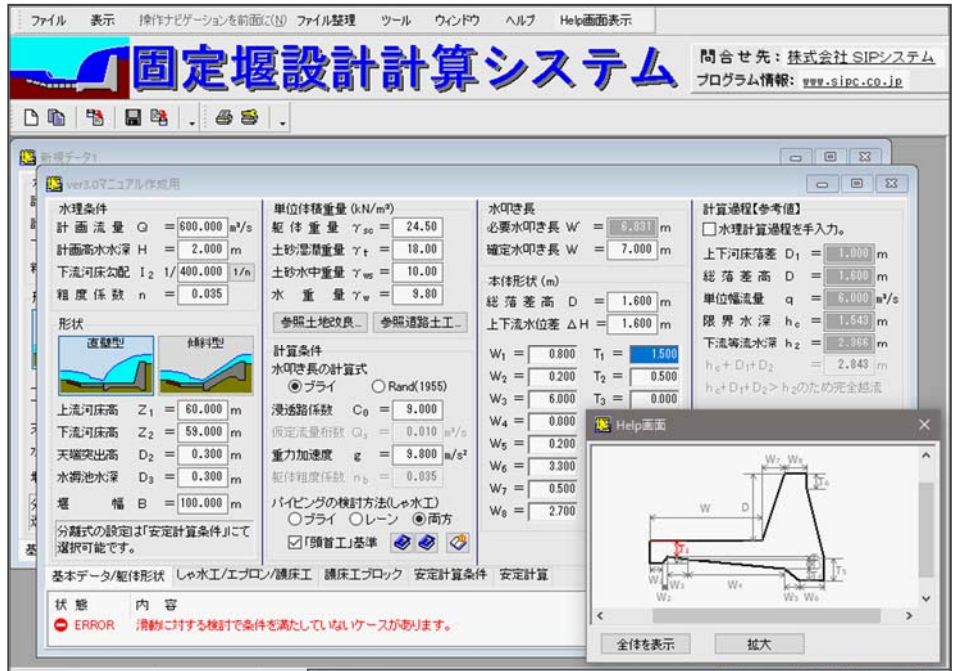 ファイル 表示 操作ナビゲーションを前面に(N) ファイル整理 ツール ウィンドウ ヘルプ Help画面表示
固定堰設計計算システム
問合せ先：株式会社 SIPシステム
プログラム情報：www.sipc.co.jp
新規データ1
ver3.0マニュアル作成用
水理条件
計画流量 Q = 600.000 m³/s
計画高水水深 H = 2.000 m
下流河床勾配 I2 1/ 400.000 1/n
粗度係数 n = 0.035
形状
直壁型 傾斜型
上流河床高 Z1 = 60.000 m
下流河床高 Z2 = 59.000 m
天端突出高 D2 = 0.300 m
水褥池水深 D3 = 0.300 m
堰幅 B = 100.000 m
分離式の設定は「安定計算条件」にて
選択可能です。
単位体積重量(kN/m³)
躯体重量 γsc = 24.50
土砂湿潤重量 γt = 18.00
土砂水中重量 γws = 10.00
水重量 γw = 9.80
参照土地改良… 参照道路土工…
計算条件
水叩き長の計算式
ブライ Rand(1955)
浸透路係数 C0 = 9.000
仮定流量桁数 Qs = 0.010 m³/s
重力加速度 g = 9.800 m/s²
躯体粗度係数 nb = 0.035
パイピングの検討方法(しゃ水工)
ブライ レーン 両方
「頭首工」基準
水叩き長
必要水叩き長 W' = 6.831 m
確定水叩き長 W = 7.000 m
本体形状(m)
総落差高 D = 1.600 m
上下流水位差 ΔH = 1.600 m
W1 = 0.800 T1 = 1.500
W2 = 0.200 T2 = 0.500
W3 = 6.000 T3 = 0.000
W4 = 0.000
W5 = 0.200
W6 = 3.300
W7 = 0.500
W8 = 2.700
計算過程【参考値】
水理計算過程を手入力。
上下河床落差 D1 = 1.000 m
総落差高 D = 1.600 m
単位幅流量 q = 6.000 m³/s
限界水深 hc = 1.543 m
下流等流水深 h2 = 2.366 m
hc+D1+D2 = 2.843 m
hc+D1+D2>h2のため完全越流
Help画面
W7 W8
W D
T4
T1
T5
W1 W3 W4
W2 W5 W6
全体を表示 拡大
基本データ/躯体形状 しゃ水工/エプロン/護床工 護床工ブロック 安定計算条件 安定計算
状態 内容
ERROR 滑動に対する検討で条件を満たしていないケースがあります。